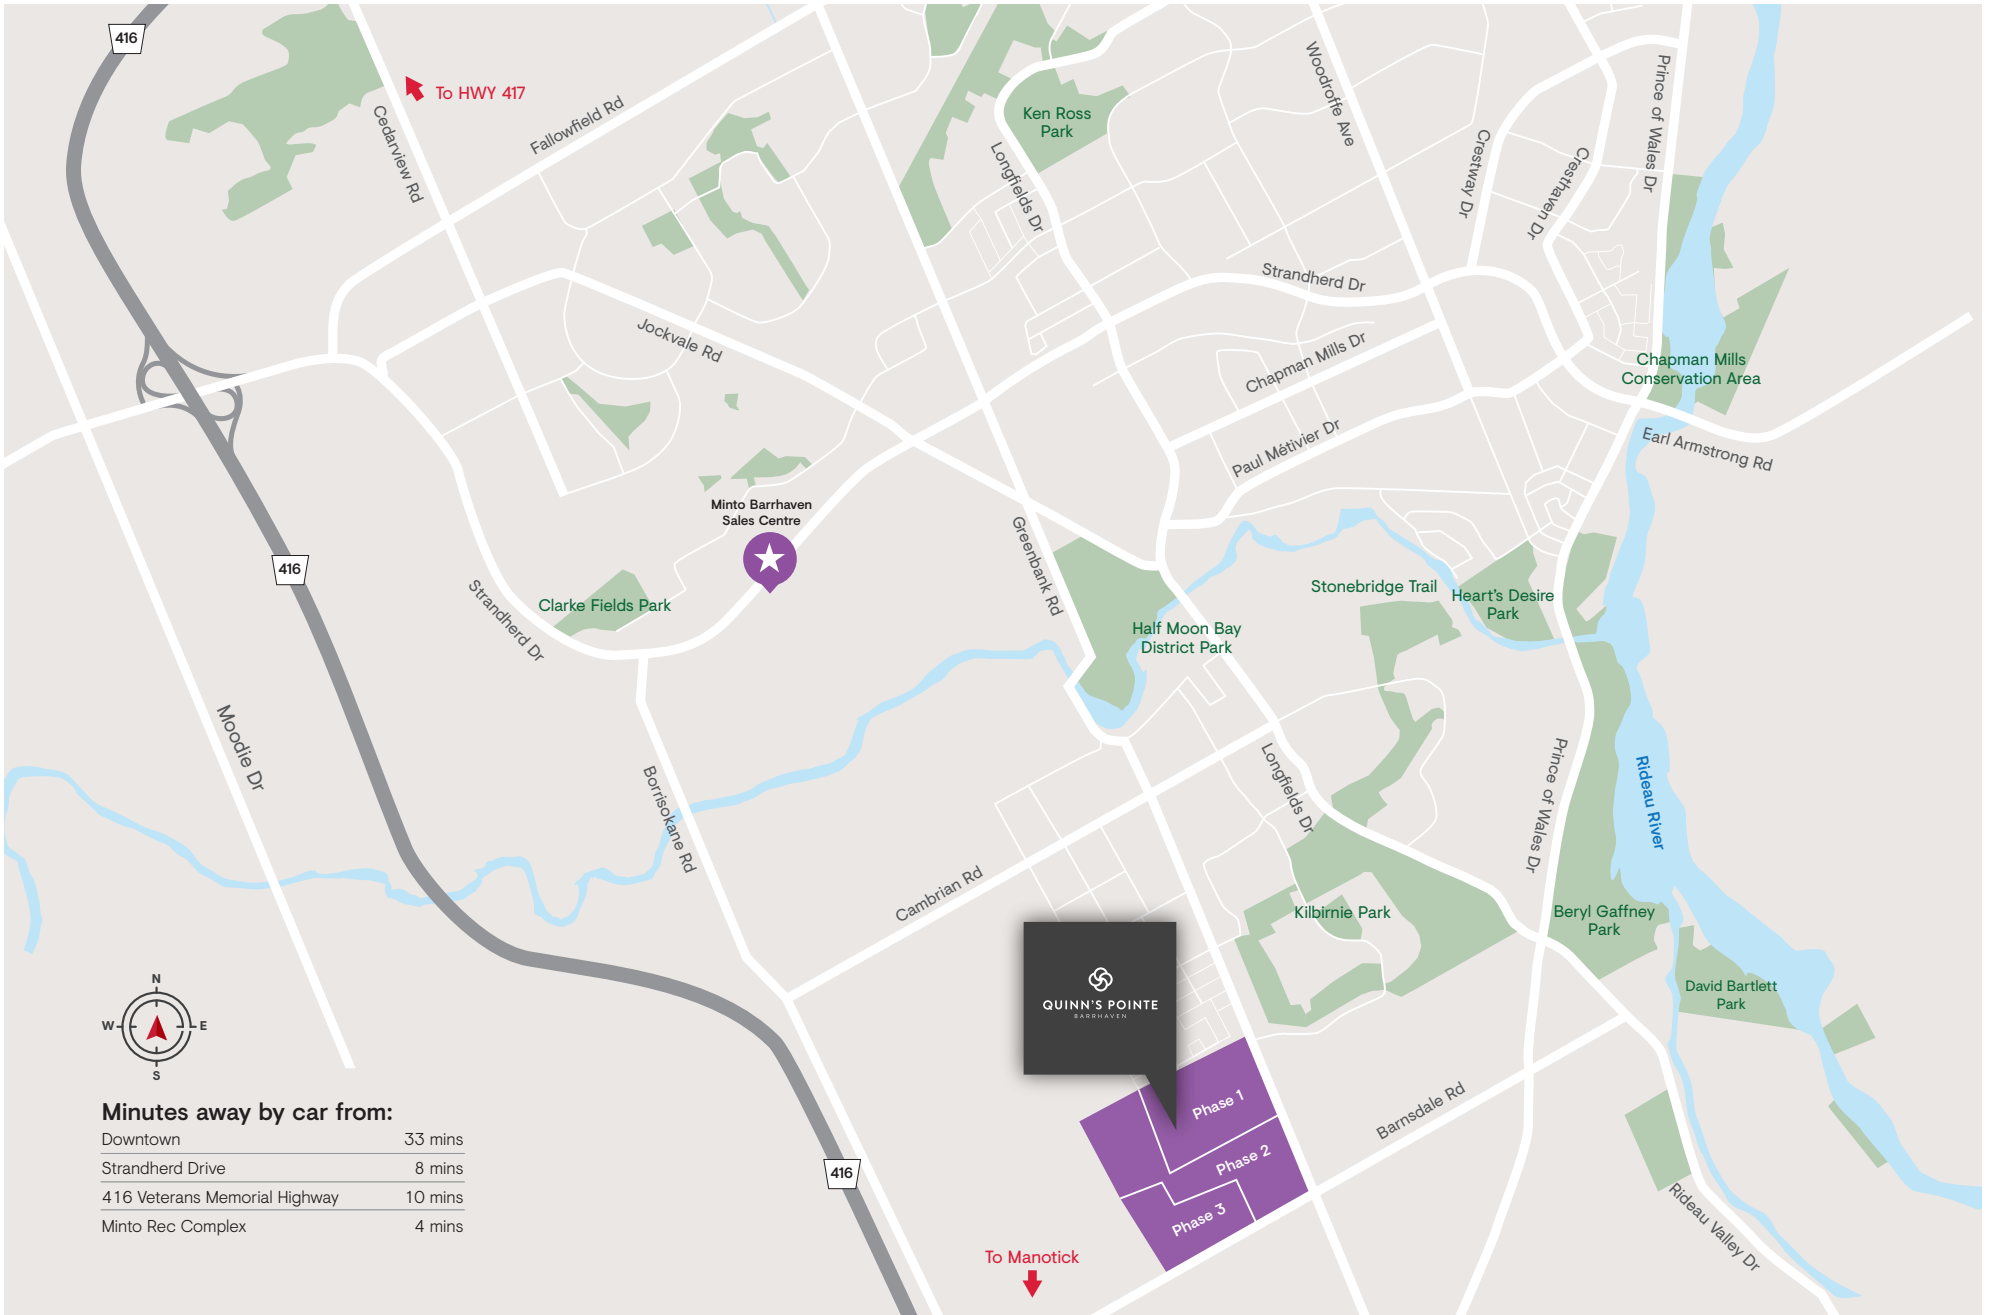 416
To HWY 417
Cedarview Rd
Fallowfield Rd
Ken Ross
Park
Longfields Dr
Woodroffe Ave
Crestway Dr
Cresthaven Dr
Prince of Wales Dr
Strandherd Dr
Jockvale Rd
Chapman Mills Dr
Chapman Mills
Conservation Area
Paul Métivier Dr
Earl Armstrong Rd
Minto Barrhaven
Sales Centre
416
Greenbank Rd
Clarke Fields Park
Strandherd Dr
Stonebridge Trail
Heart's Desire
Park
Half Moon Bay
District Park
Moodie Dr
Borrisokane Rd
Longfields Dr
Prince of Wales Dr
Rideau River
Cambrian Rd
Kilbirnie Park
Beryl Gaffney
Park
David Bartlett
Park
QUINN'S POINTE
BARRHAVEN
N
W
E
S
Phase 1
Phase 2
Phase 3
Barnsdale Rd
Rideau Valley Dr
416
To Manotick
Minutes away by car from:
Downtown 33 mins
Strandherd Drive 8 mins
416 Veterans Memorial Highway 10 mins
Minto Rec Complex 4 mins